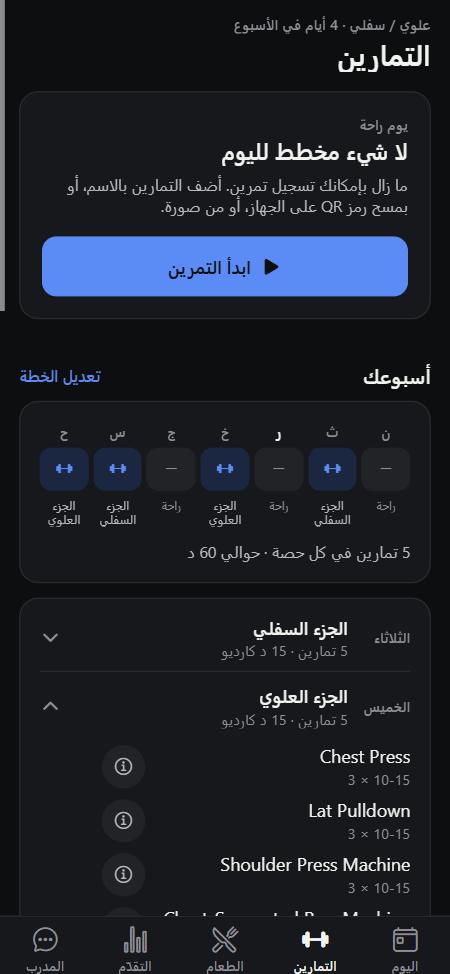 علوي / سفلي · 4 أيام في الأسبوع
التمارين
يوم راحة
لا شيء مخطط لليوم
ما زال بإمكانك تسجيل تمرين. أضف التمارين بالاسم، أو
بمسح رمز QR على الجهاز، أو من صورة.
ابدأ التمرين
أسبوعك
تعديل الخطة
ن ث ر خ ج س ح
راحة الجزء السفلي راحة الجزء العلوي راحة الجزء السفلي الجزء العلوي
5 تمارين في كل حصة · حوالي 60 د
الثلاثاء
الجزء السفلي
5 تمارين · 15 د كارديو
الخميس
الجزء العلوي
5 تمارين · 15 د كارديو
Chest Press
3 × 10-15
Lat Pulldown
3 × 10-15
Shoulder Press Machine
3 × 10-15
اليوم التمارين الطعام التقدّم المدرب